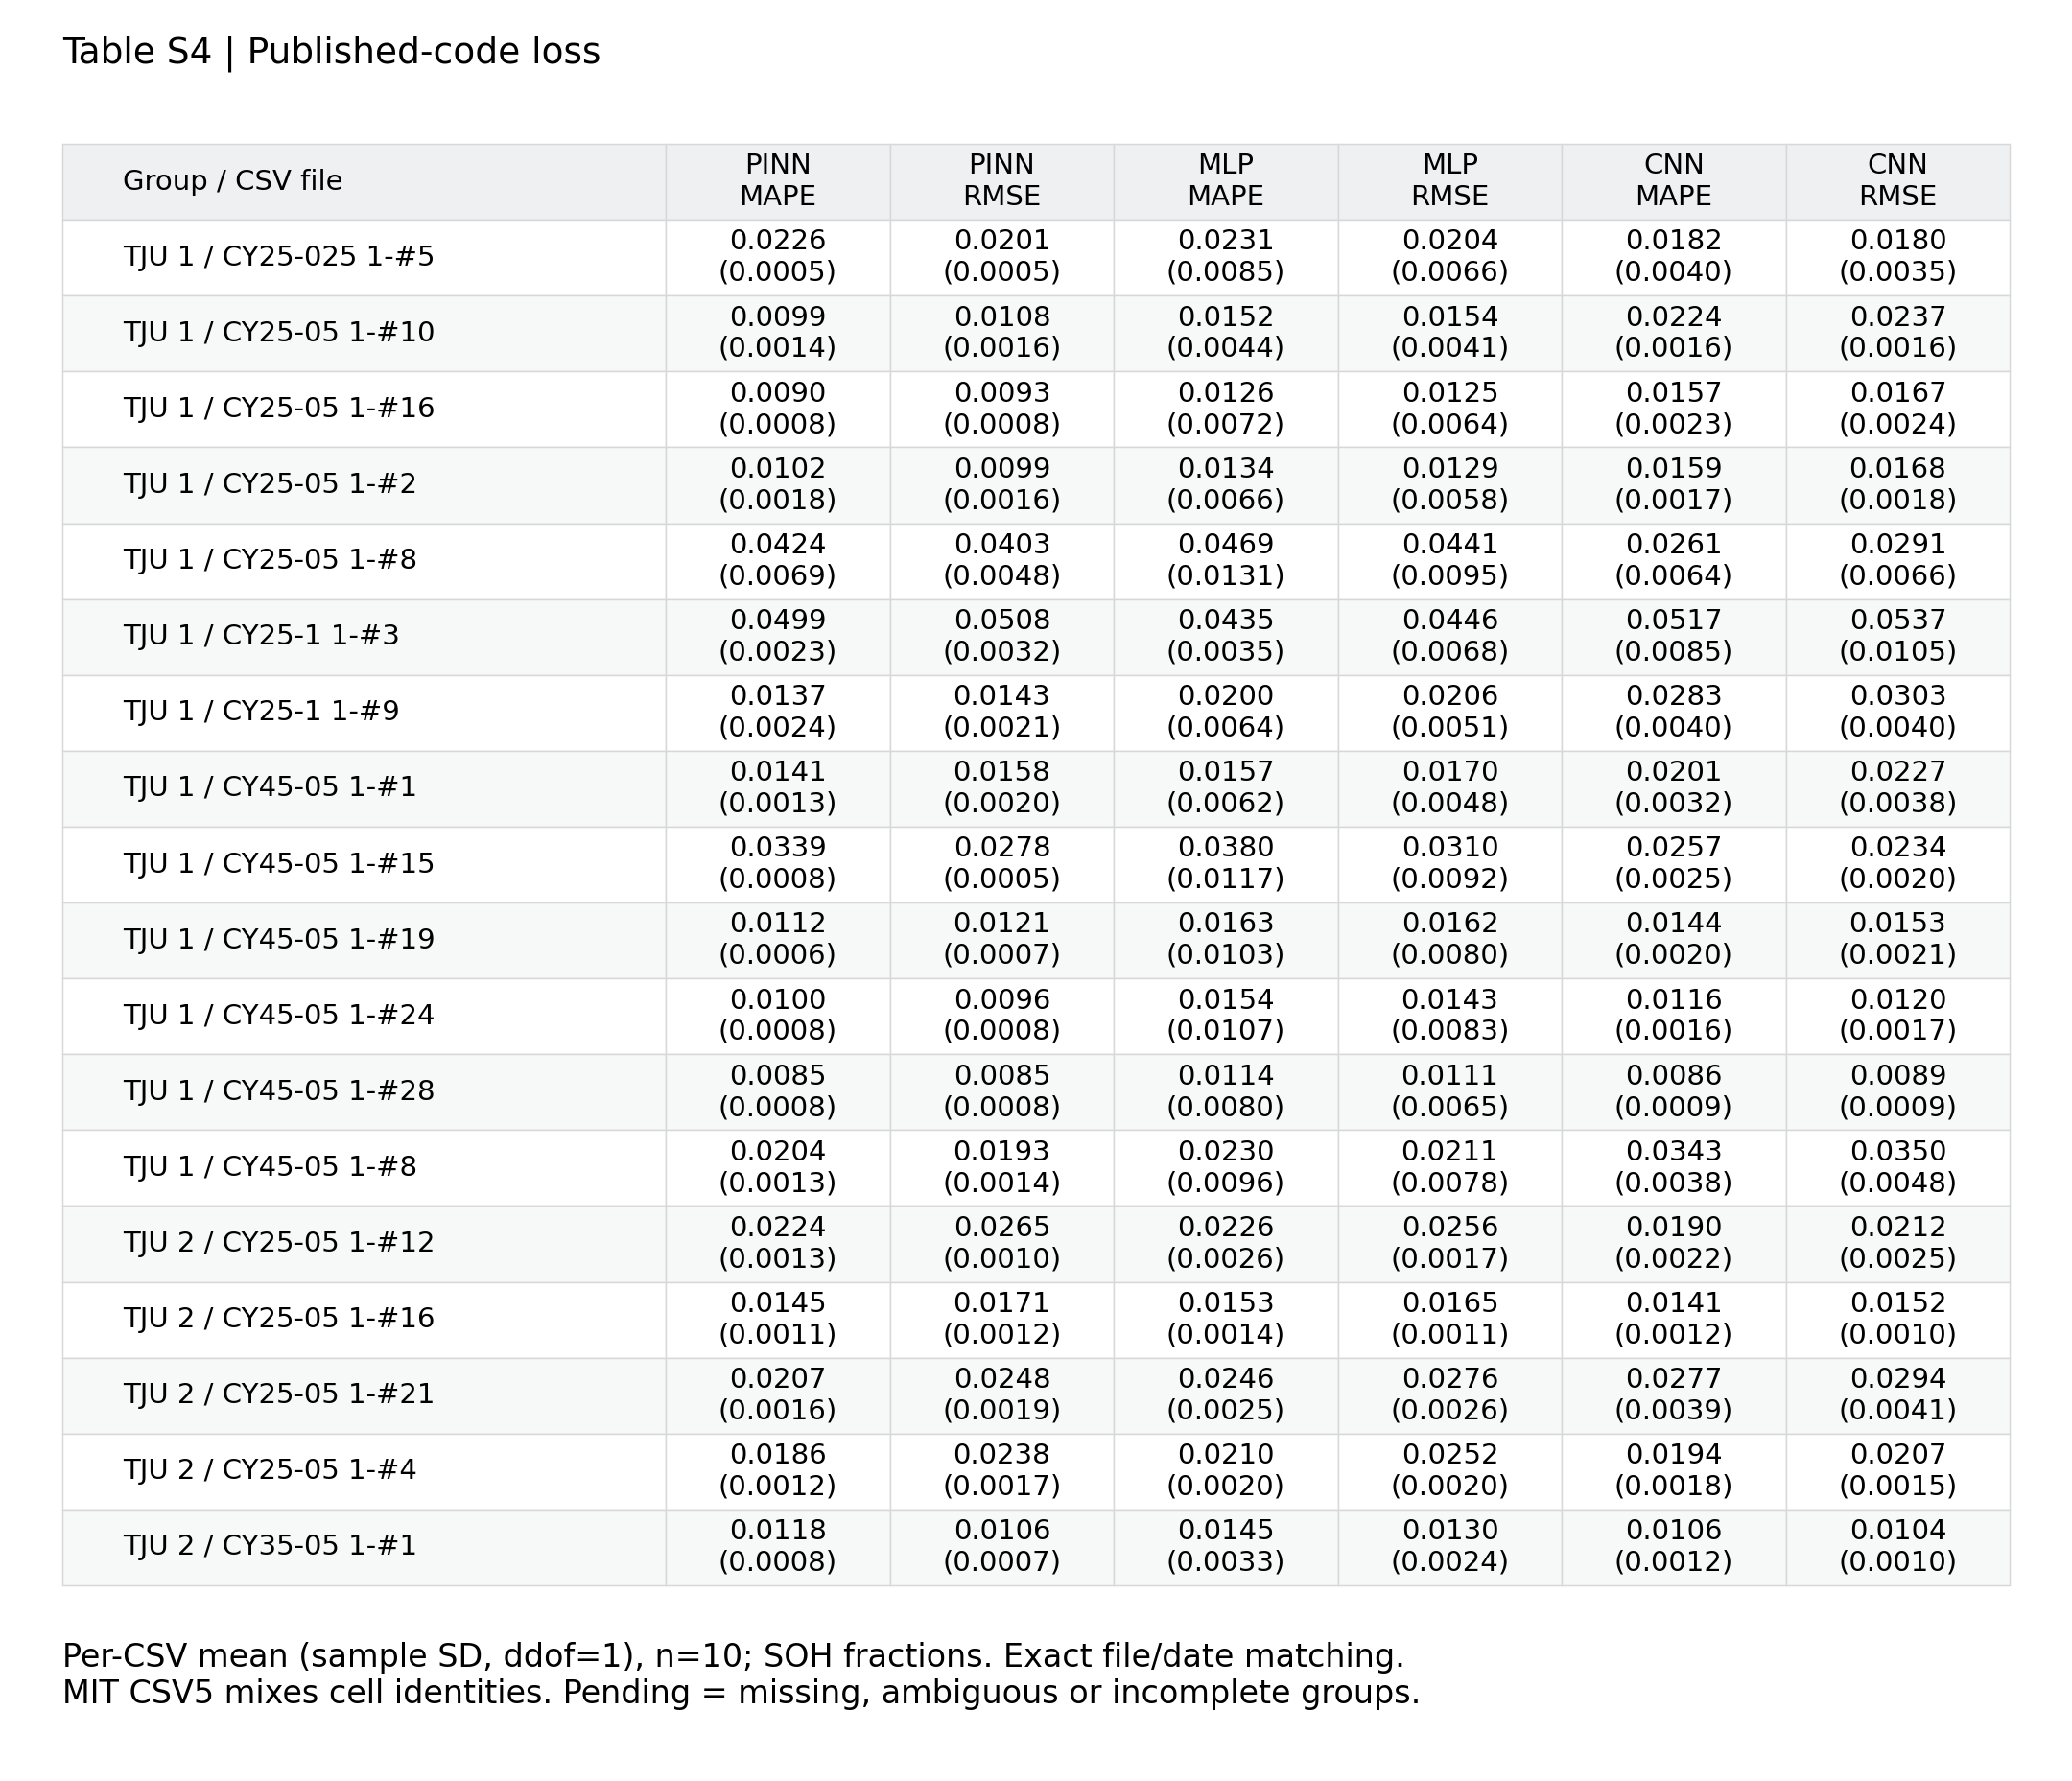 Table S4 | Published-code loss
Group / CSV file PINN MAPE PINN RMSE MLP MAPE MLP RMSE CNN MAPE CNN RMSE
TJU 1 / CY25-025 1-#5 0.0226 (0.0005) 0.0201 (0.0005) 0.0231 (0.0085) 0.0204 (0.0066) 0.0182 (0.0040) 0.0180 (0.0035)
TJU 1 / CY25-05 1-#10 0.0099 (0.0014) 0.0108 (0.0016) 0.0152 (0.0044) 0.0154 (0.0041) 0.0224 (0.0016) 0.0237 (0.0016)
TJU 1 / CY25-05 1-#16 0.0090 (0.0008) 0.0093 (0.0008) 0.0126 (0.0072) 0.0125 (0.0064) 0.0157 (0.0023) 0.0167 (0.0024)
TJU 1 / CY25-05 1-#2 0.0102 (0.0018) 0.0099 (0.0016) 0.0134 (0.0066) 0.0129 (0.0058) 0.0159 (0.0017) 0.0168 (0.0018)
TJU 1 / CY25-05 1-#8 0.0424 (0.0069) 0.0403 (0.0048) 0.0469 (0.0131) 0.0441 (0.0095) 0.0261 (0.0064) 0.0291 (0.0066)
TJU 1 / CY25-1 1-#3 0.0499 (0.0023) 0.0508 (0.0032) 0.0435 (0.0035) 0.0446 (0.0068) 0.0517 (0.0085) 0.0537 (0.0105)
TJU 1 / CY25-1 1-#9 0.0137 (0.0024) 0.0143 (0.0021) 0.0200 (0.0064) 0.0206 (0.0051) 0.0283 (0.0040) 0.0303 (0.0040)
TJU 1 / CY45-05 1-#1 0.0141 (0.0013) 0.0158 (0.0020) 0.0157 (0.0062) 0.0170 (0.0048) 0.0201 (0.0032) 0.0227 (0.0038)
TJU 1 / CY45-05 1-#15 0.0339 (0.0008) 0.0278 (0.0005) 0.0380 (0.0117) 0.0310 (0.0092) 0.0257 (0.0025) 0.0234 (0.0020)
TJU 1 / CY45-05 1-#19 0.0112 (0.0006) 0.0121 (0.0007) 0.0163 (0.0103) 0.0162 (0.0080) 0.0144 (0.0020) 0.0153 (0.0021)
TJU 1 / CY45-05 1-#24 0.0100 (0.0008) 0.0096 (0.0008) 0.0154 (0.0107) 0.0143 (0.0083) 0.0116 (0.0016) 0.0120 (0.0017)
TJU 1 / CY45-05 1-#28 0.0085 (0.0008) 0.0085 (0.0008) 0.0114 (0.0080) 0.0111 (0.0065) 0.0086 (0.0009) 0.0089 (0.0009)
TJU 1 / CY45-05 1-#8 0.0204 (0.0013) 0.0193 (0.0014) 0.0230 (0.0096) 0.0211 (0.0078) 0.0343 (0.0038) 0.0350 (0.0048)
TJU 2 / CY25-05 1-#12 0.0224 (0.0013) 0.0265 (0.0010) 0.0226 (0.0026) 0.0256 (0.0017) 0.0190 (0.0022) 0.0212 (0.0025)
TJU 2 / CY25-05 1-#16 0.0145 (0.0011) 0.0171 (0.0012) 0.0153 (0.0014) 0.0165 (0.0011) 0.0141 (0.0012) 0.0152 (0.0010)
TJU 2 / CY25-05 1-#21 0.0207 (0.0016) 0.0248 (0.0019) 0.0246 (0.0025) 0.0276 (0.0026) 0.0277 (0.0039) 0.0294 (0.0041)
TJU 2 / CY25-05 1-#4 0.0186 (0.0012) 0.0238 (0.0017) 0.0210 (0.0020) 0.0252 (0.0020) 0.0194 (0.0018) 0.0207 (0.0015)
TJU 2 / CY35-05 1-#1 0.0118 (0.0008) 0.0106 (0.0007) 0.0145 (0.0033) 0.0130 (0.0024) 0.0106 (0.0012) 0.0104 (0.0010)
Per-CSV mean (sample SD, ddof=1), n=10; SOH fractions. Exact file/date matching.
MIT CSV5 mixes cell identities. Pending = missing, ambiguous or incomplete groups.